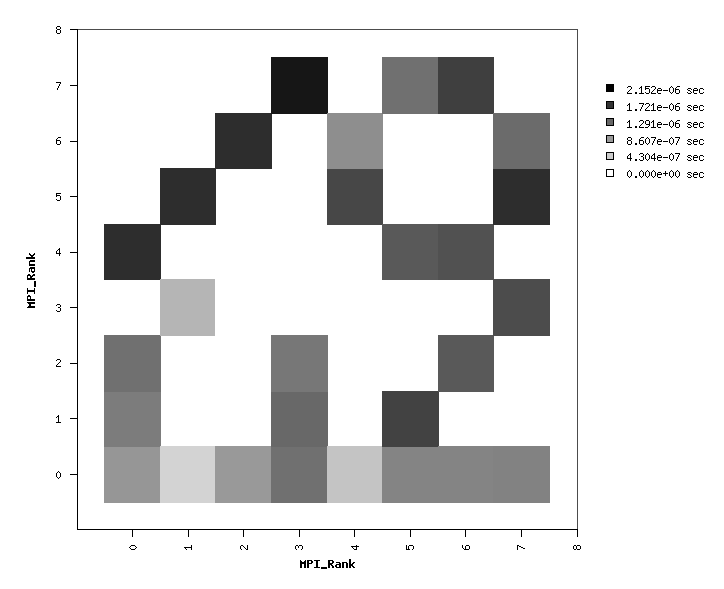 8
7
6
5
4
3
2
1
0
MPI_Rank
0
1
2
3
4
5
6
7
8
MPI_Rank
2.152e-06 sec
1.721e-06 sec
1.291e-06 sec
8.607e-07 sec
4.304e-07 sec
0.000e+00 sec